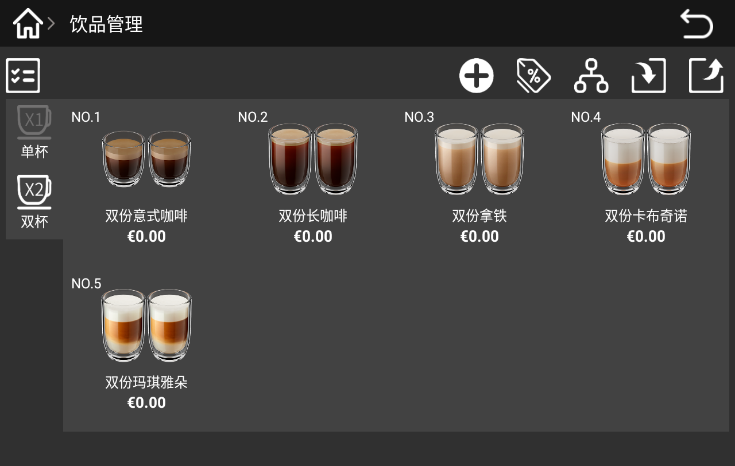 饮品管理
%
X1
单杯
X2
双杯
NO.1
双份意式咖啡
€0.00
NO.2
双份长咖啡
€0.00
NO.3
双份拿铁
€0.00
NO.4
双份卡布奇诺
€0.00
NO.5
双份玛琪雅朵
€0.00